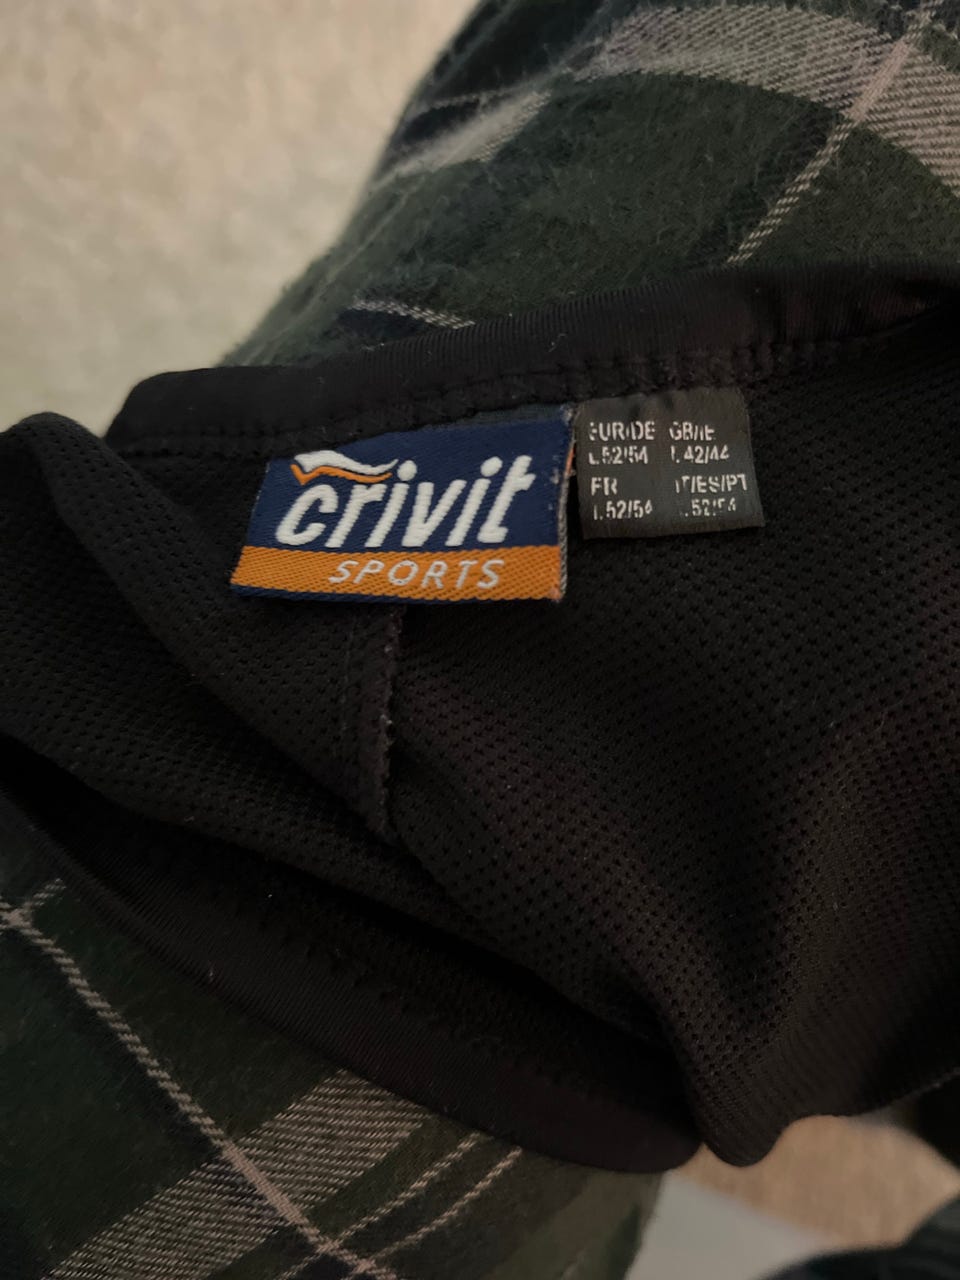 crivit
SPORTS
EUR/DE GB/IE
L 52/54 L 42/44
FR IT/ES/PT
L 52/54 L 52/54